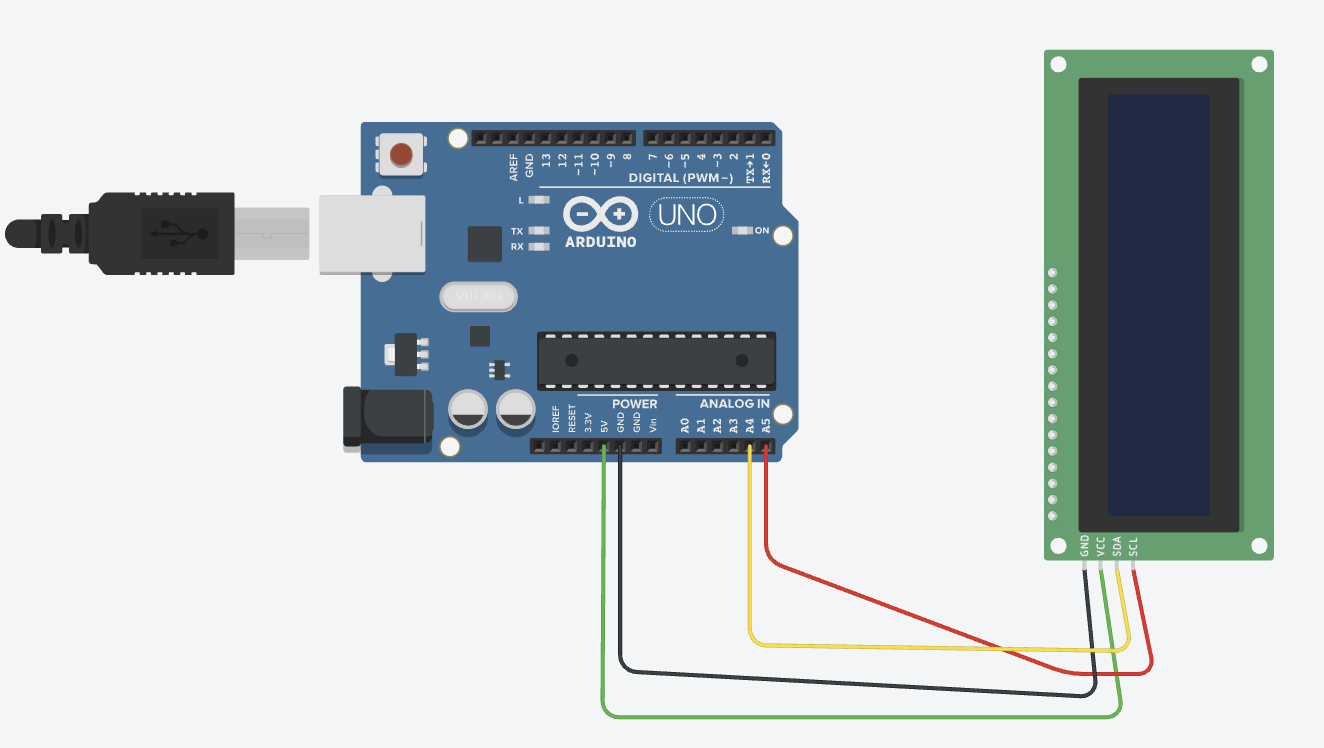 AREF
GND
13
12
~11
~10
~9
8
7
~6
~5
4
~3
2
TX→1
RX←0
DIGITAL (PWM~)
L
TX
RX
ARDUINO
UNO
ON
POWER
ANALOG IN
IOREF
RESET
3.3V
5V
GND
GND
Vin
A0
A1
A2
A3
A4
A5
GND
VCC
SDA
SCL